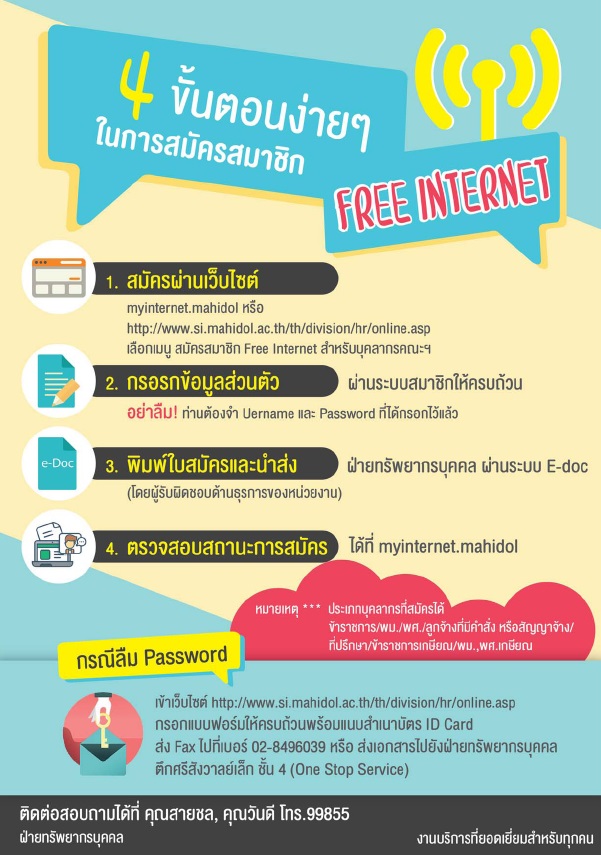 4 ขั้นตอนง่ายๆ
ในการสมัครสมาชิก
FREE INTERNET
1. สมัครผ่านเว็บไซต์
myinternet.mahidol หรือ
http://www.si.mahidol.ac.th/th/division/hr/online.asp
เลือกเมนู สมัครสมาชิก Free Internet สำหรับบุคลากรคณะฯ
2. กรอรกข้อมูลส่วนตัว ผ่านระบบสมาชิกให้ครบถ้วน
อย่าลืม! ท่านต้องจำ Uername และ Password ที่ได้กรอกไว้แล้ว
e-Doc
3. พิมพ์ใบสมัครและนำส่ง ฝ่ายทรัพยากรบุคคล ผ่านระบบ E-doc
(โดยผู้รับผิดชอบด้านธุรการของหน่วยงาน)
4. ตรวจสอบสถานะการสมัคร ได้ที่ myinternet.mahidol
หมายเหตุ *** ประเภทบุคลากรที่สมัครได้
ข้าราชการ/พม./พศ./ลูกจ้างที่มีคำสั่ง หรือสัญญาจ้าง/
ที่ปรึกษา/ข้าราชการเกษียณ/พม.,พศ.เกษียณ
กรณีลืม Password
เข้าเว็บไซต์ http://www.si.mahidol.ac.th/th/division/hr/online.asp
กรอกแบบฟอร์มให้ครบถ้วนพร้อมแนบสำเนาบัตร ID Card
ส่ง Fax ไปที่เบอร์ 02-8496039 หรือ ส่งเอกสารไปยังฝ่ายทรัพยากรบุคคล
ตึกศรีสังวาลย์เล็ก ชั้น 4 (One Stop Service)
ติดต่อสอบถามได้ที่ คุณสายชล, คุณวันดี โทร.99855
ฝ่ายทรัพยากรบุคคล งานบริการที่ยอดเยี่ยมสำหรับทุกคน